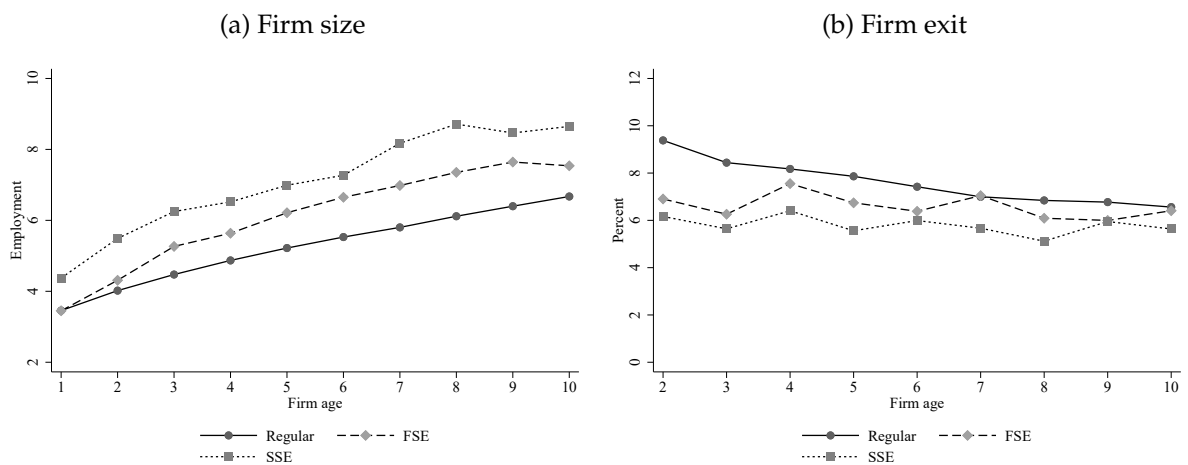 (a) Firm size
Employment
10
8
6
4
2
1 2 3 4 5 6 7 8 9 10
Firm age
Regular FSE
SSE
(b) Firm exit
Percent
12
10
8
6
4
2
0
2 3 4 5 6 7 8 9 10
Firm age
Regular FSE
SSE